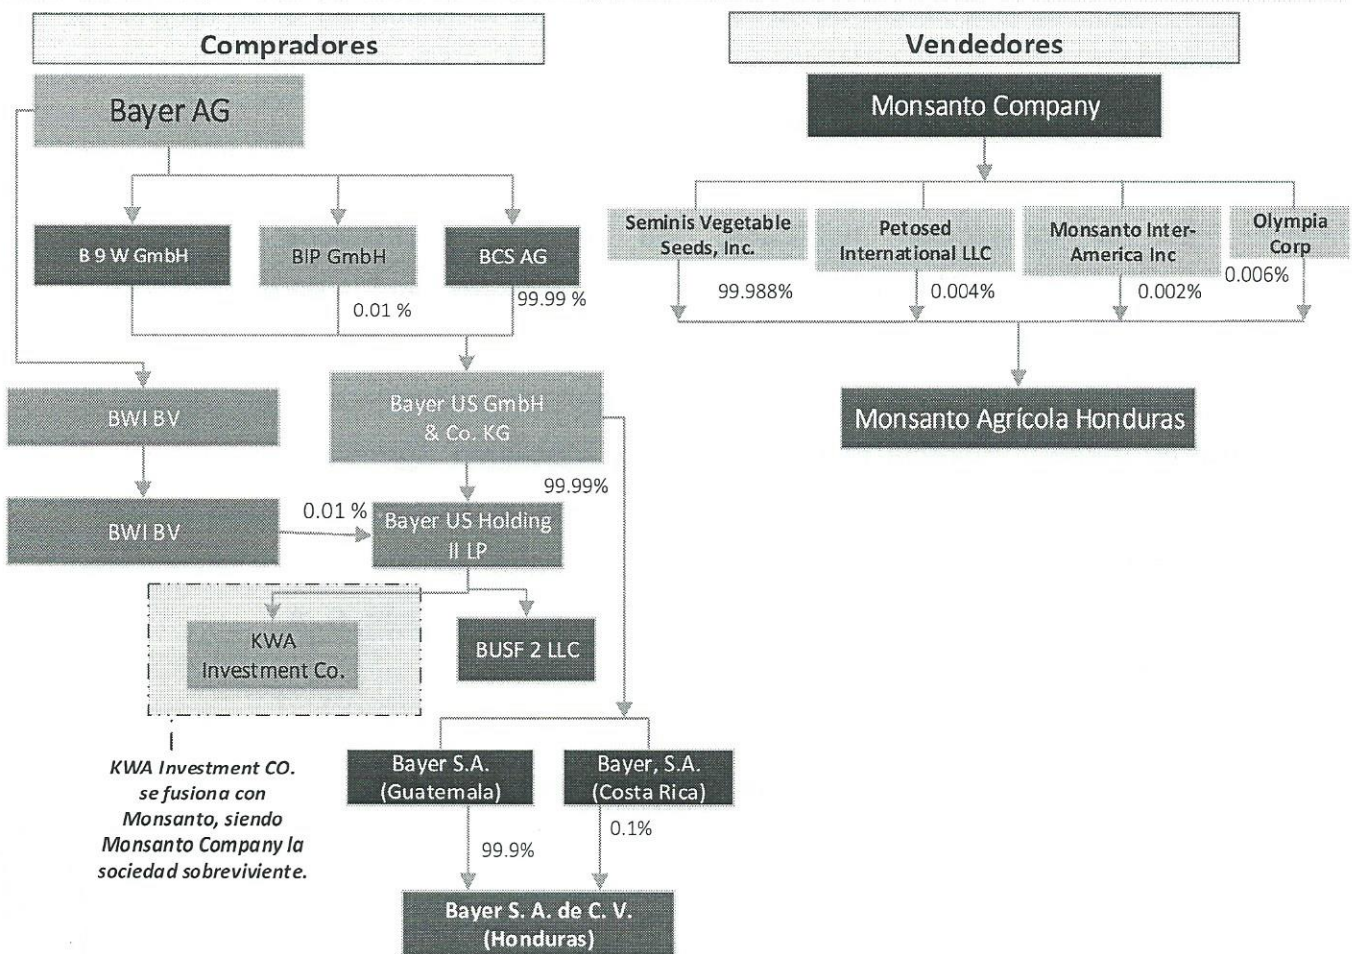 Compradores
Vendedores
Bayer AG
Monsanto Company
B 9 W GmbH
BIP GmbH
BCS AG
Seminis Vegetable
Seeds, Inc.
Petosed
International LLC
Monsanto Inter-
America Inc
Olympia
Corp
0.01 %
99.99 %
99.988%
0.004%
0.002%
0.006%
BWI BV
Bayer US GmbH
& Co. KG
Monsanto Agrícola Honduras
99.99%
BWI BV
0.01 %
Bayer US Holding
II LP
KWA
Investment Co.
BUSF 2 LLC
KWA Investment CO.
se fusiona con
Monsanto, siendo
Monsanto Company la
sociedad sobreviviente.
Bayer S.A.
(Guatemala)
Bayer, S.A.
(Costa Rica)
99.9%
0.1%
Bayer S. A. de C. V.
(Honduras)